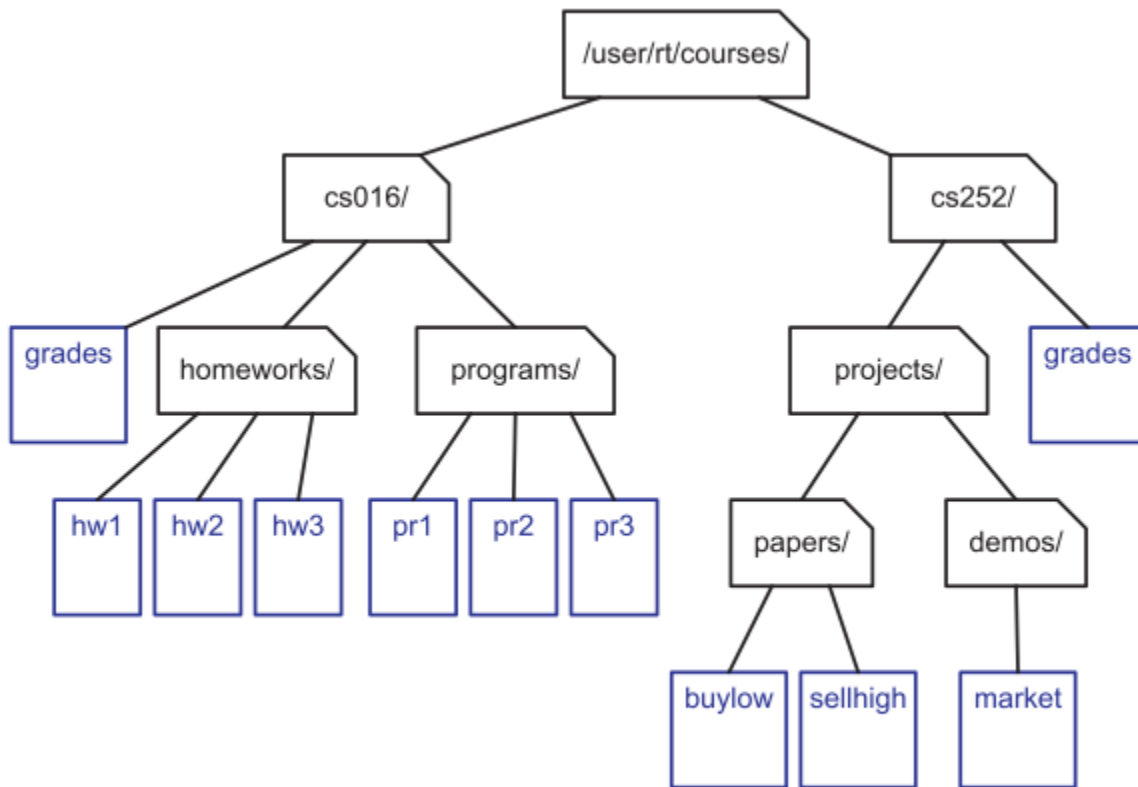 /user/rt/courses/
cs016/
cs252/
grades
homeworks/
programs/
projects/
grades
hw1
hw2
hw3
pr1
pr2
pr3
papers/
demos/
buylow
sellhigh
market